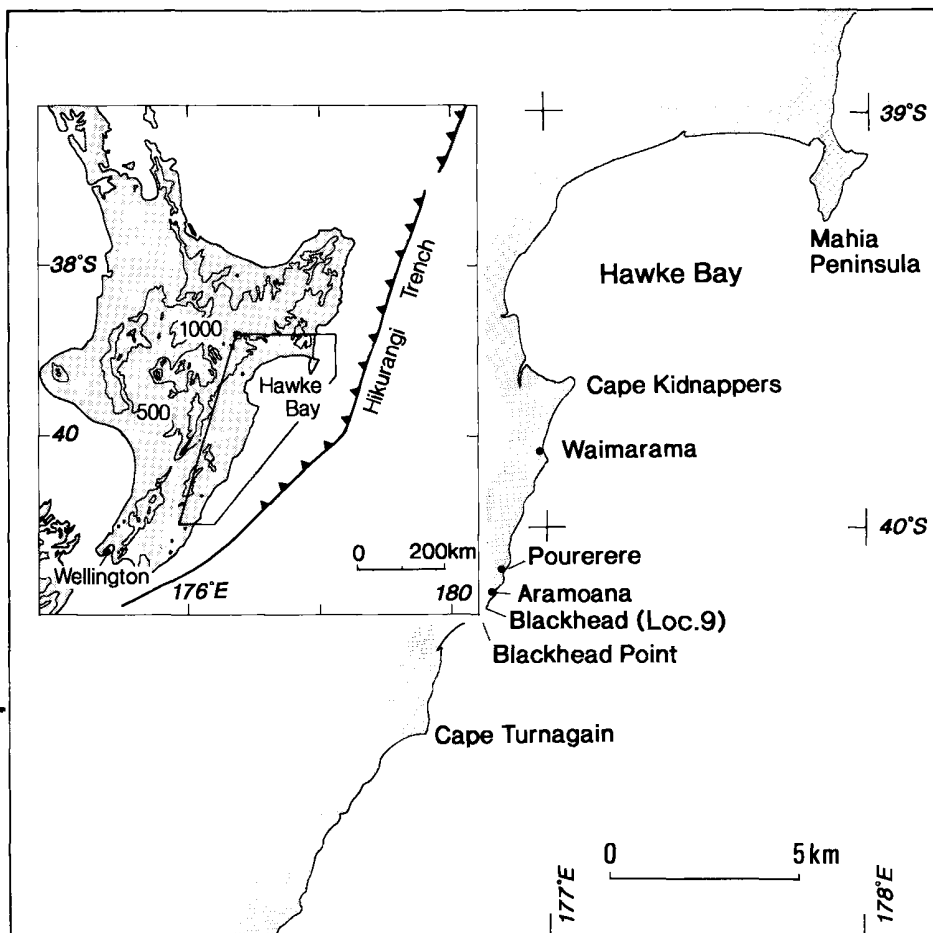 39°S
Mahia
Peninsula
Hawke Bay
Cape Kidnappers
Waimarama
40°S
Pourerere
Aramoana
Blackhead (Loc.9)
Blackhead Point
Cape Turnagain
0 5km
177°E
178°E
38°S
1000
Hawke
Bay
500
40
Hikurangi Trench
0 200km
Wellington
176°E
180